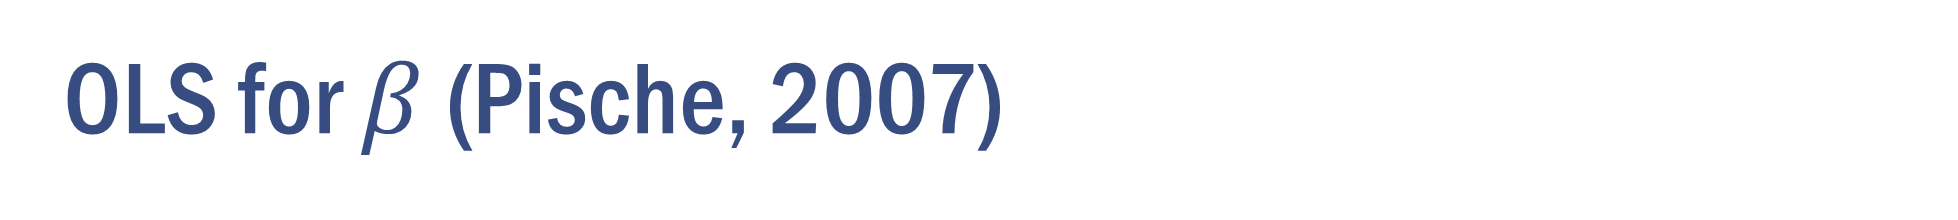 OLS for β (Pische, 2007)